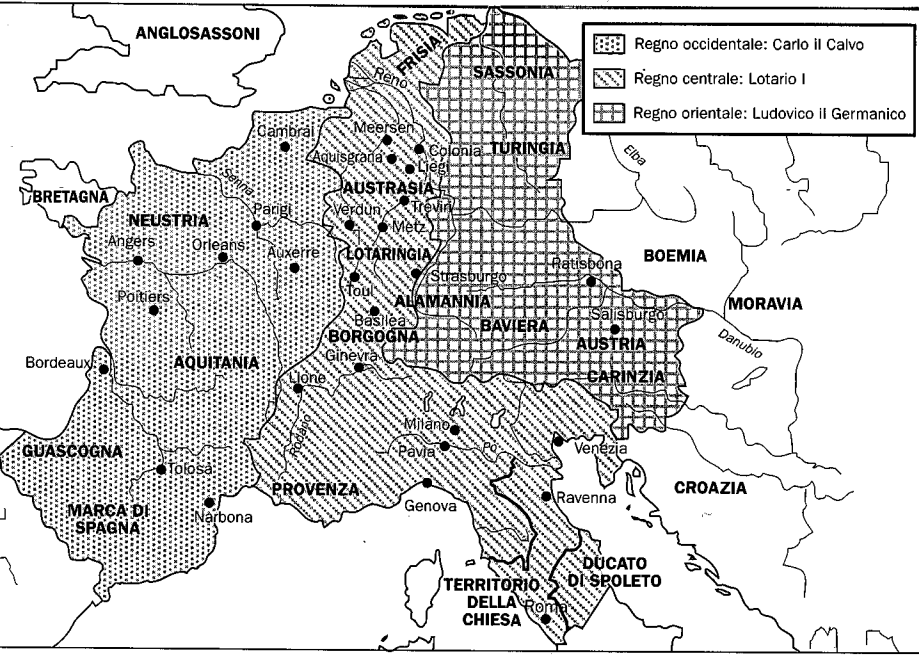 ANGLOSASSONI
Regno occidentale: Carlo il Calvo
Regno centrale: Lotario I
Regno orientale: Ludovico il Germanico
FRISIA
Reno
SASSONIA
Cambrai
Meersen
Colonia
TURINGIA
Elba
Aquisgrana
Liegi
AUSTRASIA
Senna
BRETAGNA
Treviri
NEUSTRIA
Parigi
Verdun
Metz
Angers
Orleans
Auxerre
LOTARINGIA
BOEMIA
Ratisbona
Strasburgo
Toul
Poitiers
ALAMANNIA
MORAVIA
Basilea
BAVIERA
Salisburgo
BORGOGNA
AUSTRIA
Danubio
Bordeaux
AQUITANIA
Ginevra
Lione
CARINZIA
Milano
Rodano
GUASCOGNA
Pavia
Po
Venezia
Tolosa
PROVENZA
CROAZIA
Ravenna
Genova
MARCA DI
SPAGNA
Narbona
DUCATO
DI SPOLETO
TERRITORIO
DELLA
CHIESA
Roma